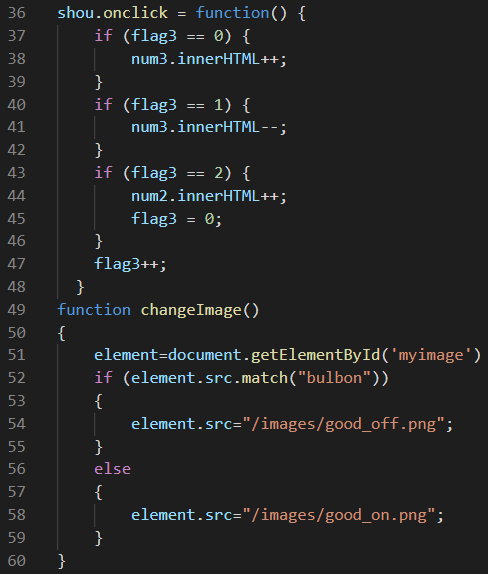 36 shou.onclick = function() {
37 if (flag3 == 0) {
38 num3.innerHTML++;
39 }
40 if (flag3 == 1) {
41 num3.innerHTML--;
42 }
43 if (flag3 == 2) {
44 num2.innerHTML++;
45 flag3 = 0;
46 }
47 flag3++;
48 }
49 function changeImage()
50 {
51 element=document.getElementById('myimage')
52 if (element.src.match("bulbon"))
53 {
54 element.src="/images/good_off.png";
55 }
56 else
57 {
58 element.src="/images/good_on.png";
59 }
60 }